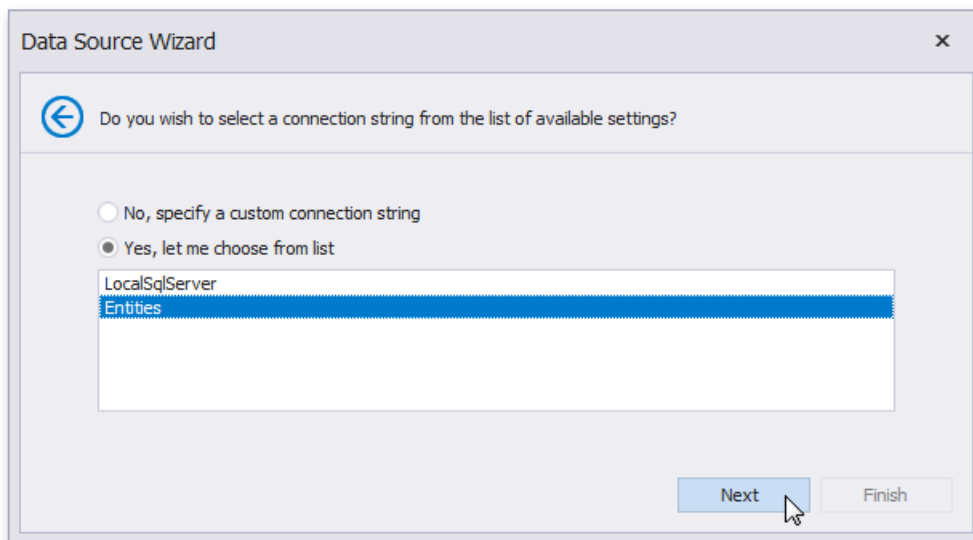 Data Source Wizard
Do you wish to select a connection string from the list of available settings?
No, specify a custom connection string
Yes, let me choose from list
LocalSqlServer
Entities
Next
Finish